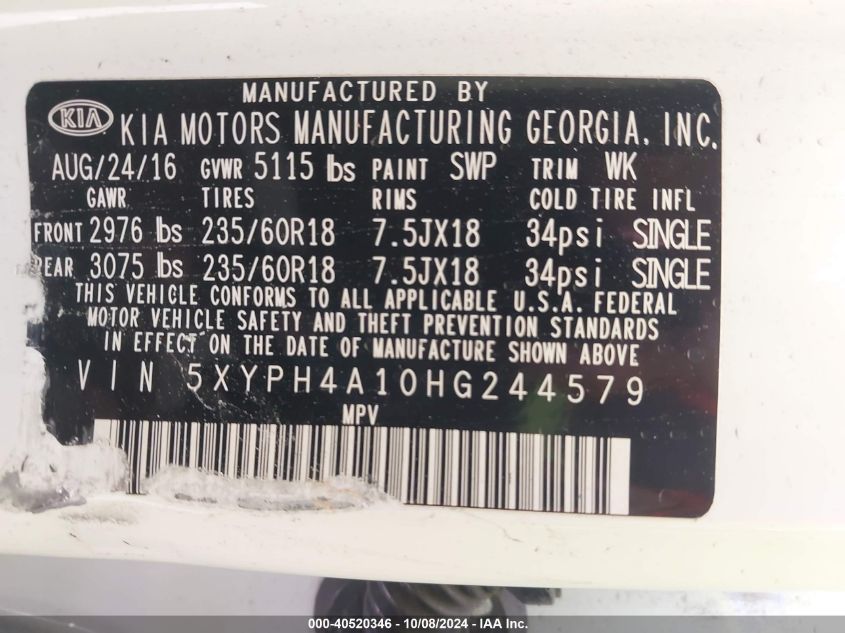 MANUFACTURED BY
KIA KIA MOTORS MANUFACTURING GEORGIA, INC.
AUG/24/16 GVWR 5115 lbs PAINT SWP TRIM WK
GAWR TIRES RIMS COLD TIRE INFL
FRONT 2976 lbs 235/60R18 7.5JX18 34psi SINGLE
REAR 3075 lbs 235/60R18 7.5JX18 34psi SINGLE
THIS VEHICLE CONFORMS TO ALL APPLICABLE U.S.A. FEDERAL
MOTOR VEHICLE SAFETY AND THEFT PREVENTION STANDARDS
IN EFFECT ON THE DATE OF MANUFACTURE SHOWN ABOVE
VIN 5XYPH4A10HG244579
MPV
000-40520346 - 10/08/2024 - IAA Inc.